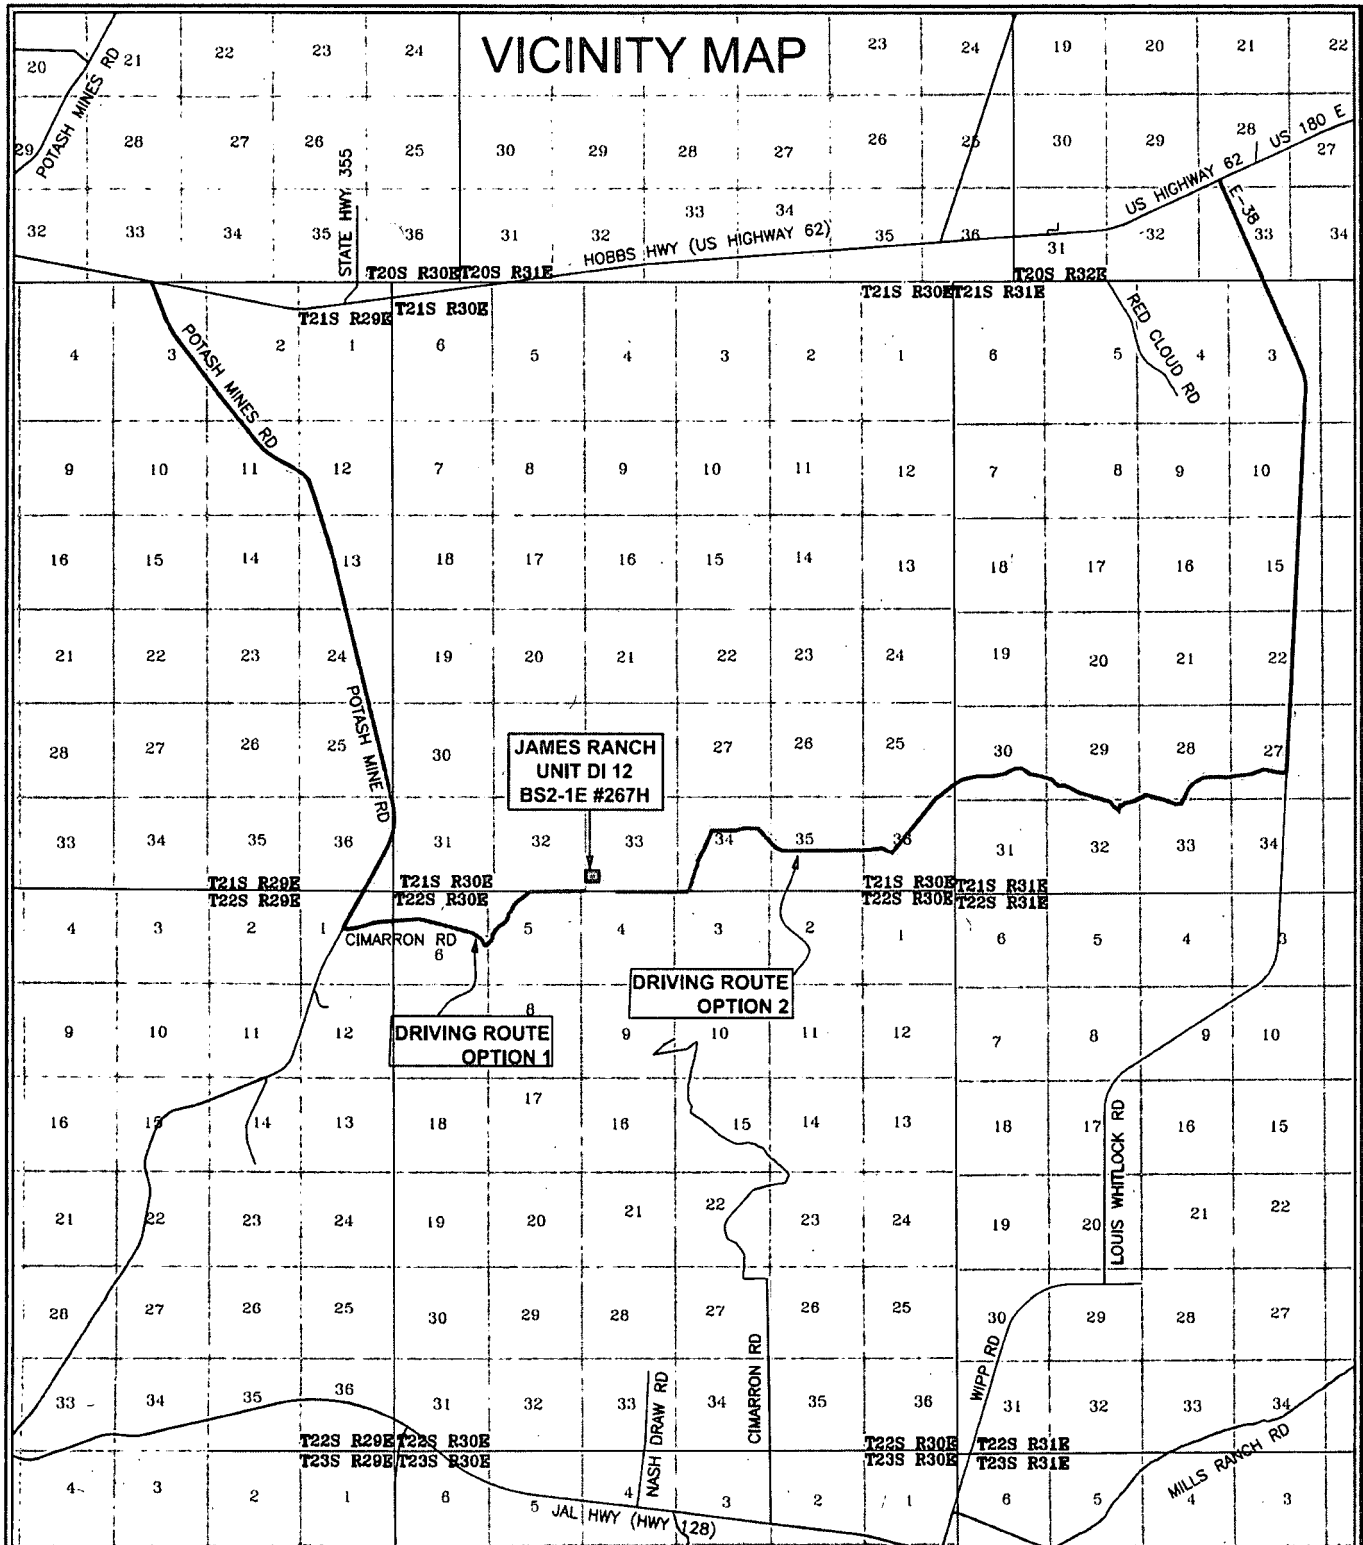 VICINITY MAP
20 21 22 23 24 23 24 19 20 21 22
POTASH MINES RD
29 28 27 26 25 30 29 28 27 26 25 30 29 28 27
US HIGHWAY 62 US 180 E
STATE HWY 355
E-38
32 33 34 35 36 31 32 33 34 35 36 31 32 33 34
HOBBS HWY (US HIGHWAY 62)
T20S R30E T20S R31E T20S R32E
T21S R29E T21S R30E T21S R30E T21S R31E
RED CLOUD RD
4 3 2 1 6 5 4 3 2 1 6 5 4 3
POTASH MINES RD
9 10 11 12 7 8 9 10 11 12 7 8 9 10
16 15 14 13 18 17 16 15 14 13 18 17 16 15
21 22 23 24 19 20 21 22 23 24 19 20 21 22
POTASH MINE RD
28 27 26 25 30 27 26 25 30 29 28 27
JAMES RANCH
UNIT DI 12
BS2-1E #267H
33 34 35 36 31 32 33 34 35 36 31 32 33 34
T21S R29E T21S R30E T21S R30E T21S R31E
T22S R29E T22S R30E T22S R30E T22S R31E
4 3 2 1 6 5 4 3 2 1 6 5 4 3
CIMARRON RD
DRIVING ROUTE
OPTION 2
DRIVING ROUTE
OPTION 1
9 10 11 12 8 9 10 11 12 7 8 9 10
16 15 14 13 18 17 16 15 14 13 18 17 16 15
LOUIS WHITLOCK RD
21 22 23 24 19 20 21 22 23 24 19 20 21 22
28 27 26 25 30 29 28 27 26 25 30 29 28 27
CIMARRON RD
WIPP RD
33 34 35 36 31 32 33 34 35 36 31 32 33 34
NASH DRAW RD
MILLS RANCH RD
T22S R29E T22S R30E T22S R30E T22S R31E
T23S R29E T23S R30E T23S R30E T23S R31E
4 3 2 1 6 5 4 3 2 1 6 5 4 3
JAL HWY (HWY 128)